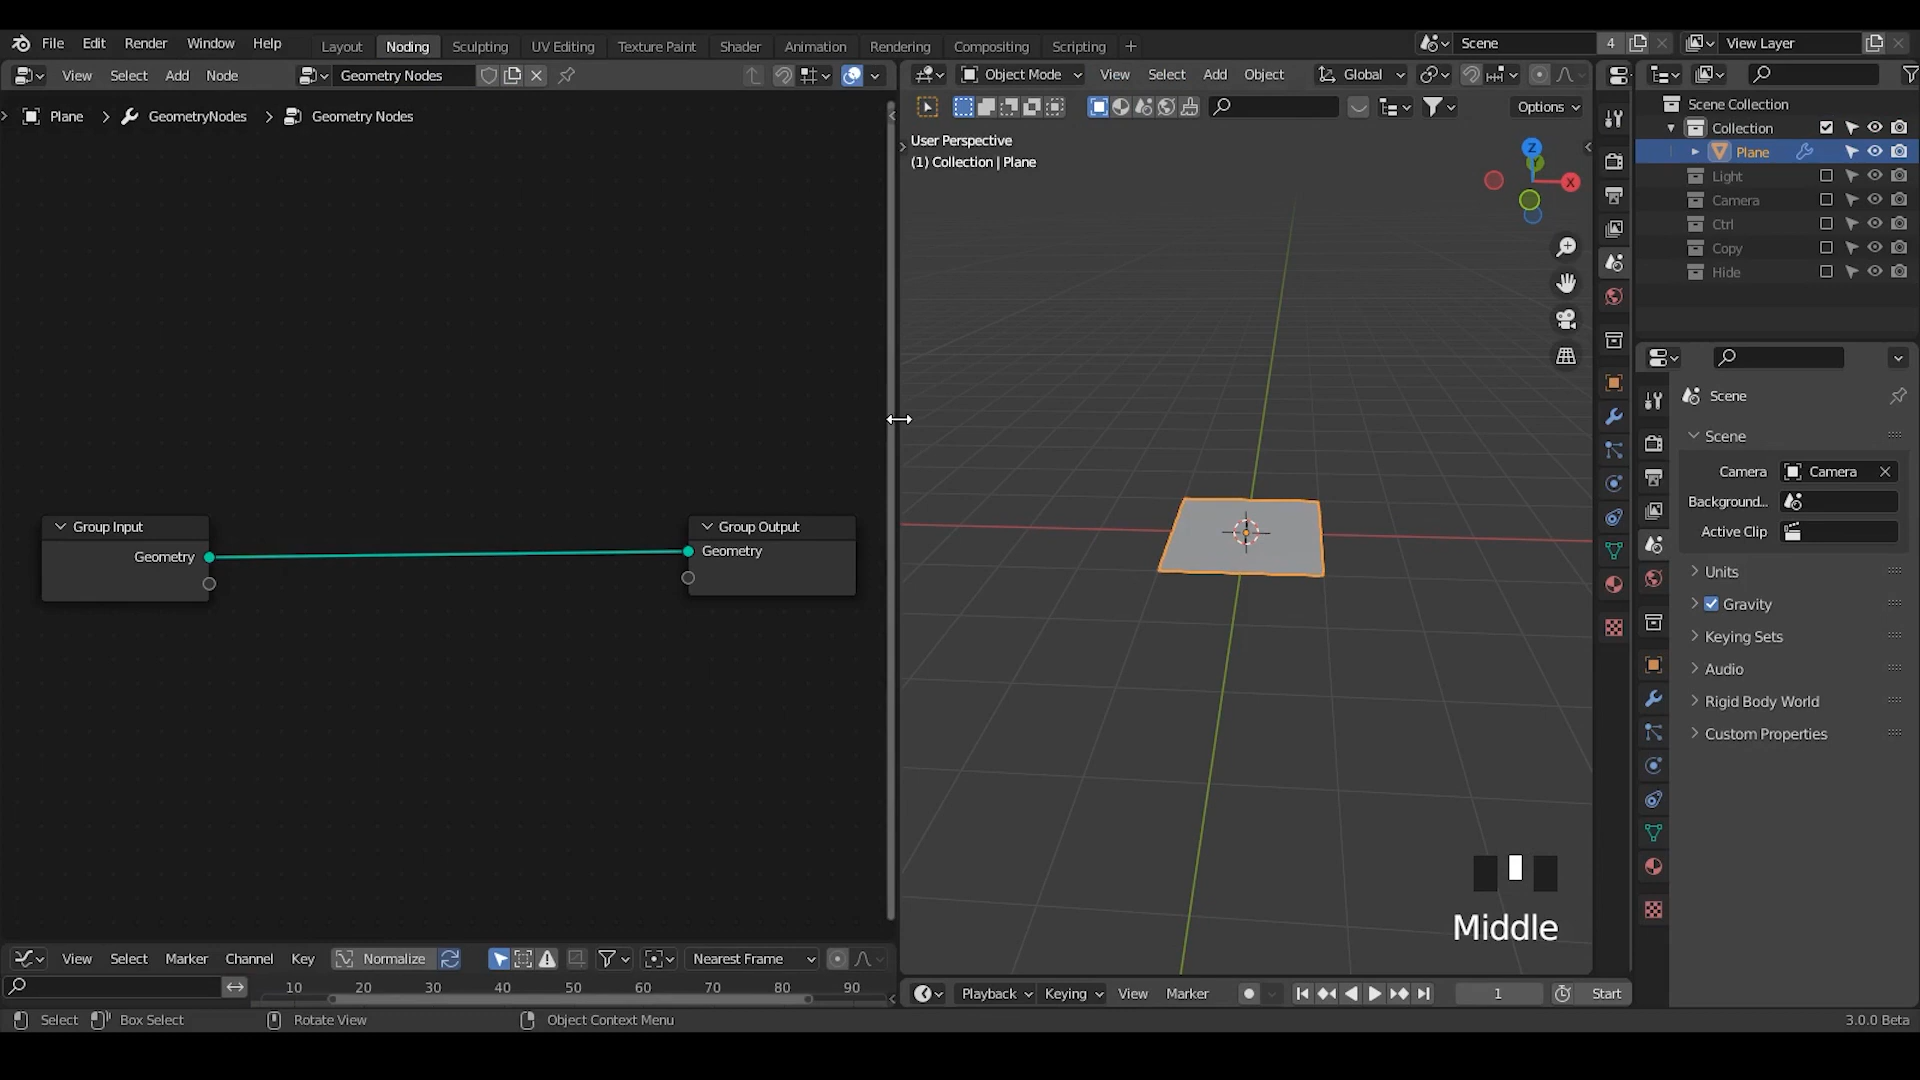 File Edit Render Window Help Layout Noding Sculpting UV Editing Texture Paint Shader Animation Rendering Compositing Scripting + Scene 4 View Layer
View Select Add Node Geometry Nodes Object Mode View Select Add Object Global
Options
Plane > GeometryNodes > Geometry Nodes
User Perspective
(1) Collection | Plane
Z
Y
X
Scene Collection
Collection
Plane
Light
Camera
Ctrl
Copy
Hide
Group Input
Geometry
Group Output
Geometry
Scene
Scene
Camera Camera
Background...
Active Clip
Units
Gravity
Keying Sets
Audio
Rigid Body World
Custom Properties
Middle
View Select Marker Channel Key Normalize Nearest Frame
10 20 30 40 50 60 70 80 90
Playback Keying View Marker 1 Start
Select Box Select Rotate View Object Context Menu 3.0.0 Beta